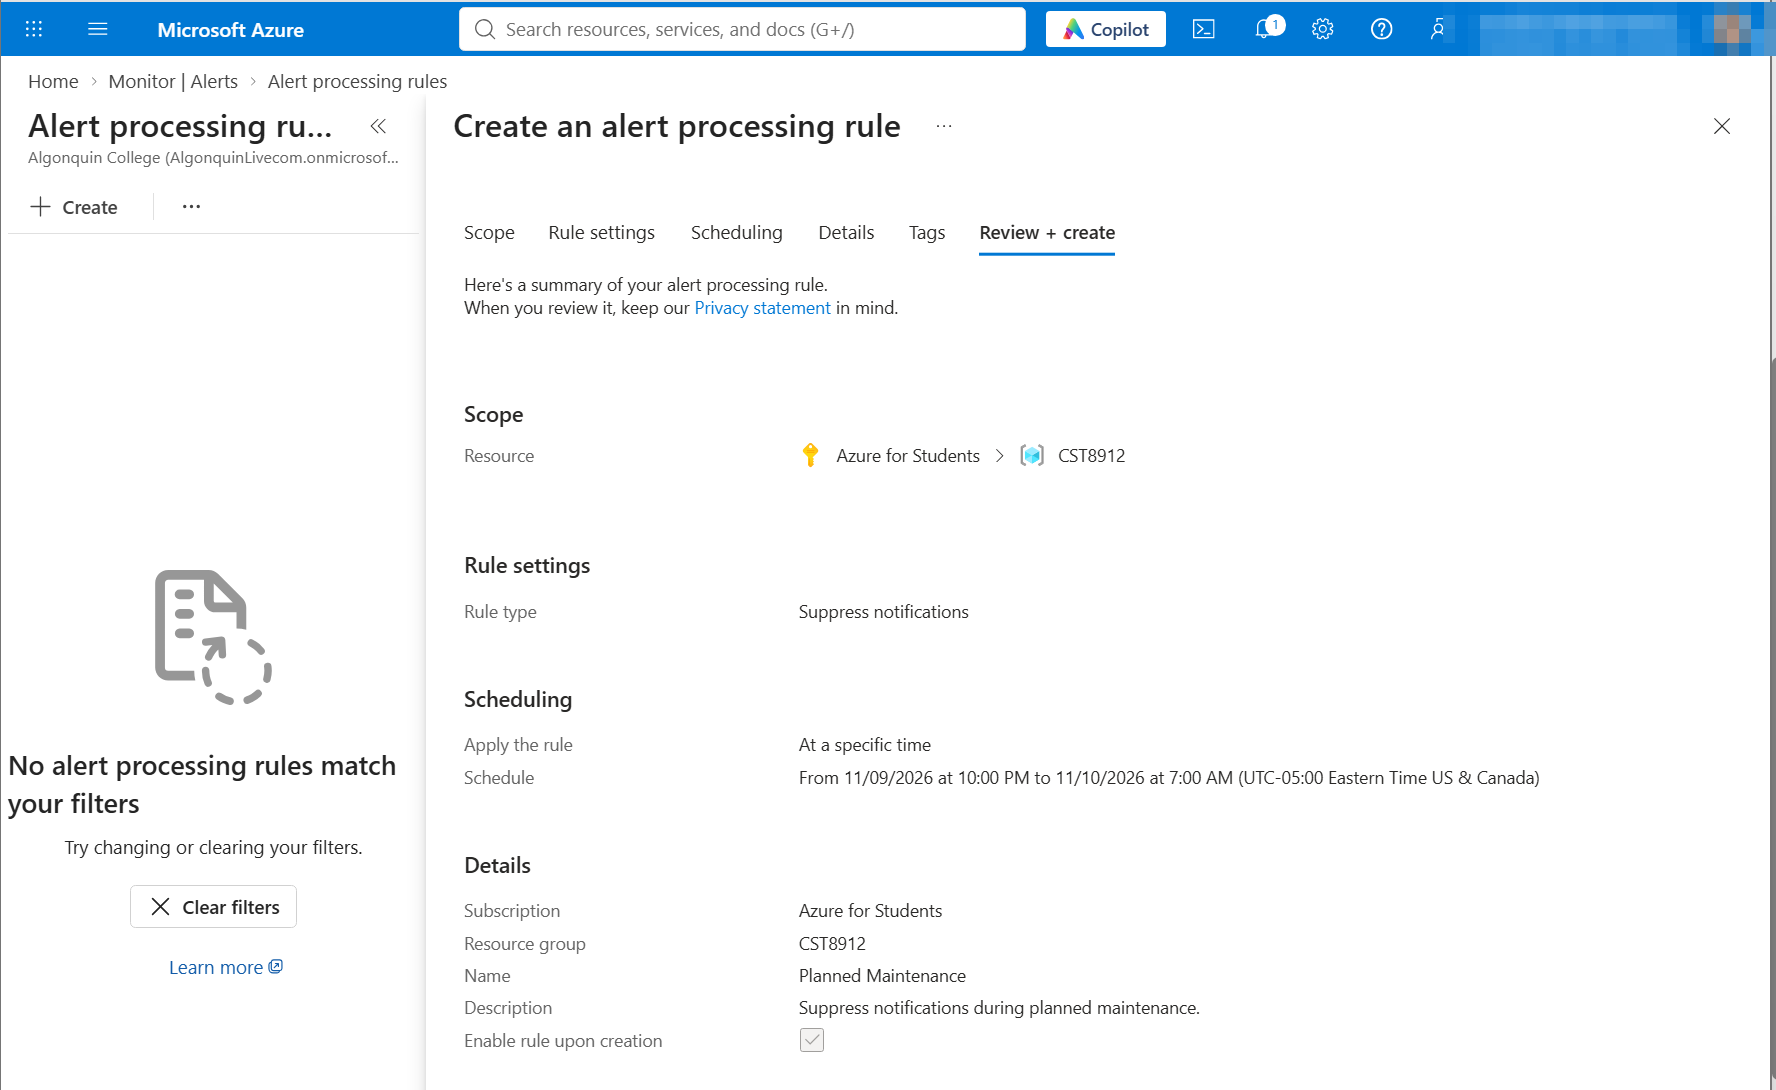 Microsoft Azure
Search resources, services, and docs (G+/)
Copilot
1
Home > Monitor | Alerts > Alert processing rules
Alert processing ru...
Algonquin College (AlgonquinLivecom.onmicrosof...
Create
...
No alert processing rules match
your filters
Try changing or clearing your filters.
Clear filters
Learn more
Create an alert processing rule ...
Scope Rule settings Scheduling Details Tags Review + create
Here's a summary of your alert processing rule.
When you review it, keep our Privacy statement in mind.
Scope
Resource Azure for Students > CST8912
Rule settings
Rule type Suppress notifications
Scheduling
Apply the rule At a specific time
Schedule From 11/09/2026 at 10:00 PM to 11/10/2026 at 7:00 AM (UTC-05:00 Eastern Time US & Canada)
Details
Subscription Azure for Students
Resource group CST8912
Name Planned Maintenance
Description Suppress notifications during planned maintenance.
Enable rule upon creation